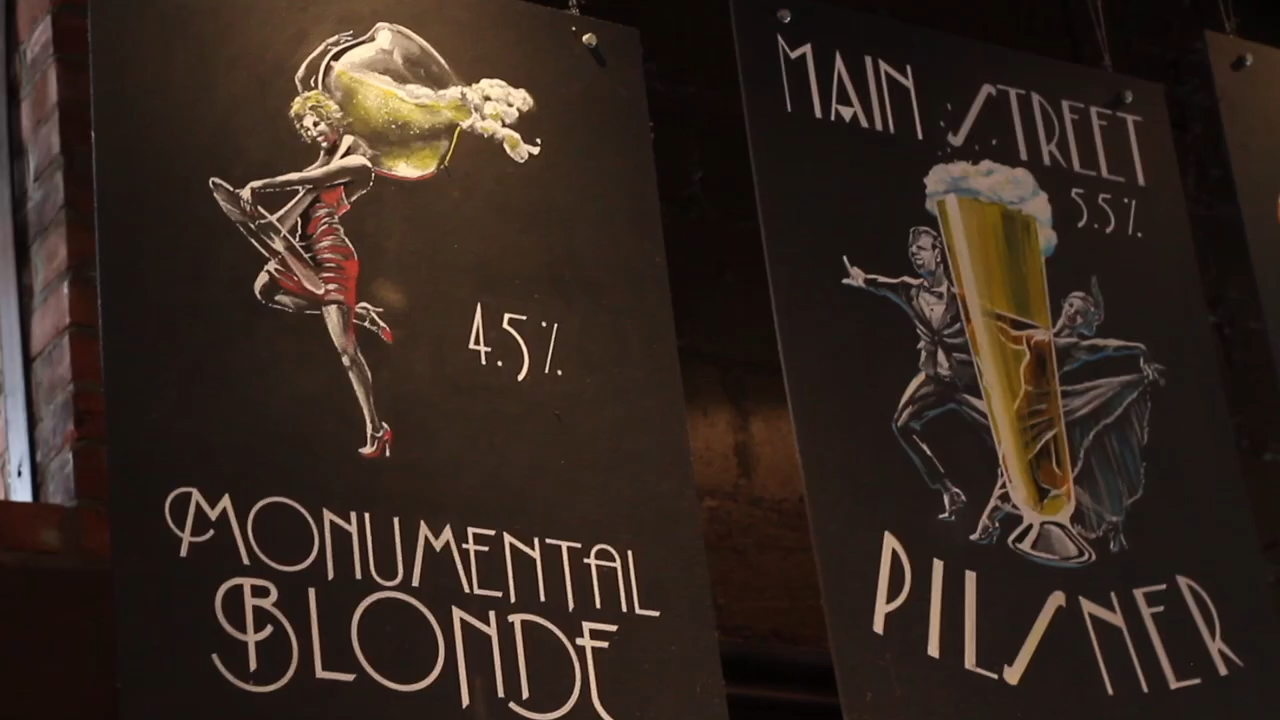 4.5%
MONUMENTAL
BLONDE
MAIN STREET
5.5%
PILSNER